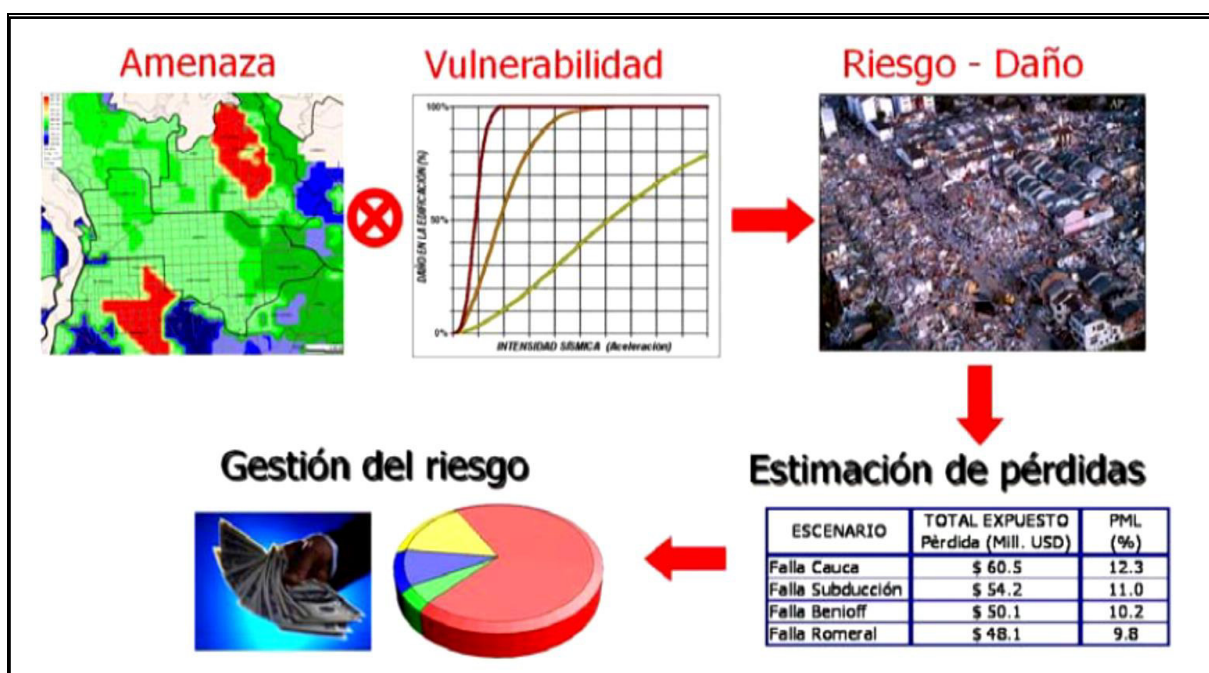 Amenaza
Vulnerabilidad
Riesgo - Daño
100%
50%
0%
DAÑO EN LA EDIFICACIÓN (%)
INTENSIDAD SÍSMICA (Aceleración)
AP
Gestión del riesgo
Estimación de pérdidas
ESCENARIO TOTAL EXPUESTO PML
Pèrdida (Mill. USD) (%)
Falla Cauca $ 60.5 12.3
Falla Subducción $ 54.2 11.0
Falla Benioff $ 50.1 10.2
Falla Romeral $ 48.1 9.8